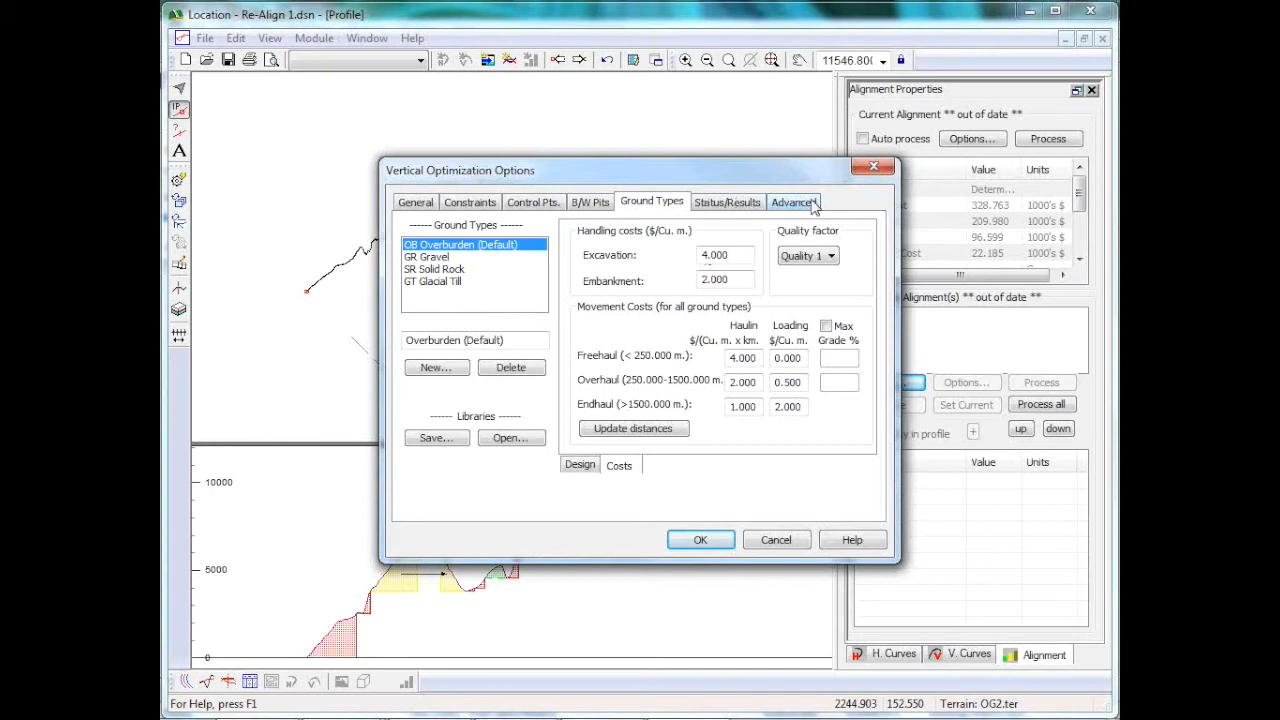 Location - Re-Align 1.dsn - [Profile]
File Edit View Module Window Help
11546.80(
Alignment Properties
Current Alignment ** out of date **
Auto process Options... Process
Value Units
Determ...
328.763 1000's $
209.980 1000's $
96.599 1000's $
Cost 22.185 1000's $
Alignment(s) ** out of date **
Options... Process
Set Current Process all
y in profile + up down
Value Units
H. Curves V. Curves Alignment
Vertical Optimization Options
General Constraints Control Pts. B/W Pits Ground Types Status/Results Advanced
------ Ground Types ------
OB Overburden (Default)
GR Gravel
SR Solid Rock
GT Glacial Till
Overburden (Default)
New... Delete
------ Libraries ------
Save... Open...
Handling costs ($/Cu. m.)
Excavation: 4.000
Embankment: 2.000
Quality factor
Quality 1
Movement Costs (for all ground types)
Haulin Loading Max
$/(Cu. m. x km. $/Cu. m. Grade %
Freehaul (< 250.000 m.): 4.000 0.000
Overhaul (250.000-1500.000 m. 2.000 0.500
Endhaul (>1500.000 m.): 1.000 2.000
Update distances
Design Costs
OK Cancel Help
10000
5000
0
For Help, press F1
2244.903 152.550 Terrain: OG2.ter